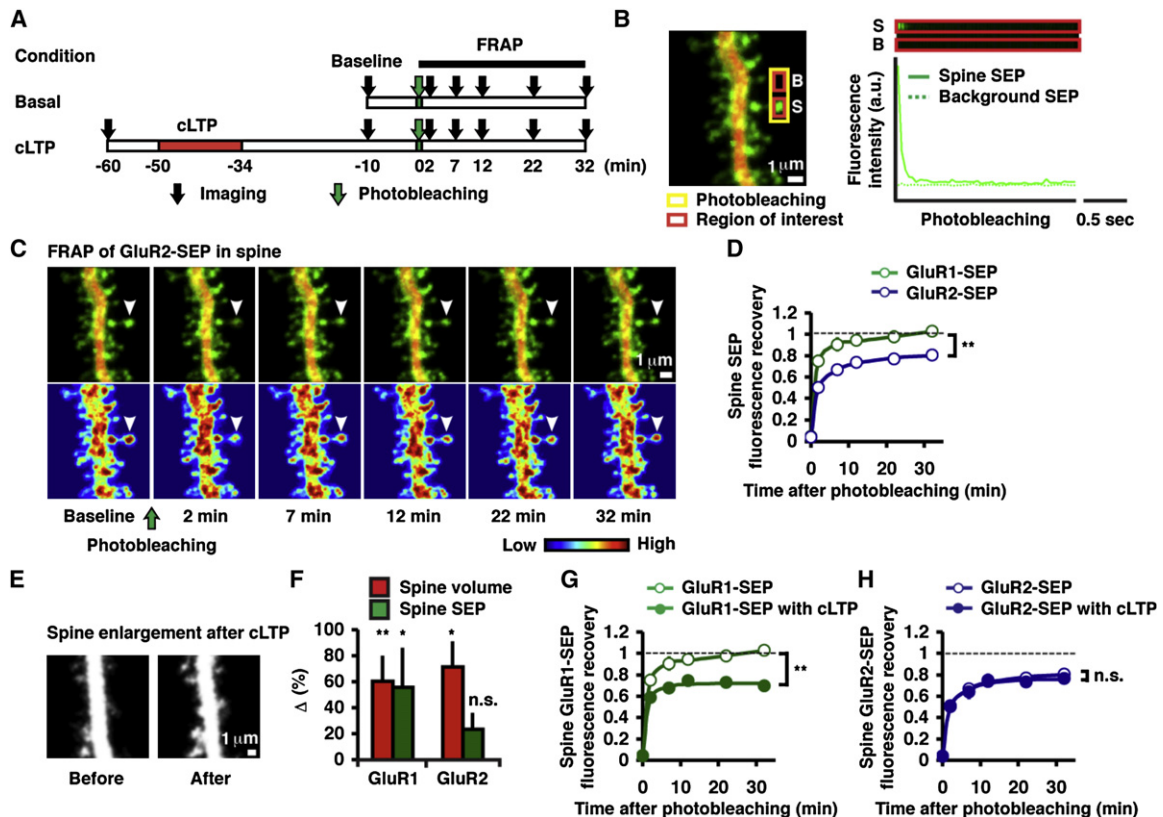 A
Condition
Baseline
FRAP
Basal
cLTP
cLTP
-60 -50 -34 -10 0 2 7 12 22 32 (min)
Imaging Photobleaching
B
B
S
1 μm
Photobleaching
Region of interest
S
B
Fluorescence
intensity (a.u.)
Spine SEP
Background SEP
Photobleaching 0.5 sec
C FRAP of GluR2-SEP in spine
1 μm
Baseline 2 min 7 min 12 min 22 min 32 min
Photobleaching
Low High
D
GluR1-SEP
GluR2-SEP
Spine SEP
fluorescence recovery
1.2
1
0.8
0.6
0.4
0.2
0
**
0 10 20 30
Time after photobleaching (min)
E
Spine enlargement after cLTP
1 μm
Before After
F
Spine volume
Spine SEP
Δ (%)
100
80
60
40
20
0
** * * n.s.
GluR1 GluR2
G
GluR1-SEP
GluR1-SEP with cLTP
Spine GluR1-SEP
fluorescence recovery
1.2
1
0.8
0.6
0.4
0.2
0
**
0 10 20 30
Time after photobleaching (min)
H
GluR2-SEP
GluR2-SEP with cLTP
Spine GluR2-SEP
fluorescence recovery
1.2
1
0.8
0.6
0.4
0.2
0
n.s.
0 10 20 30
Time after photobleaching (min)